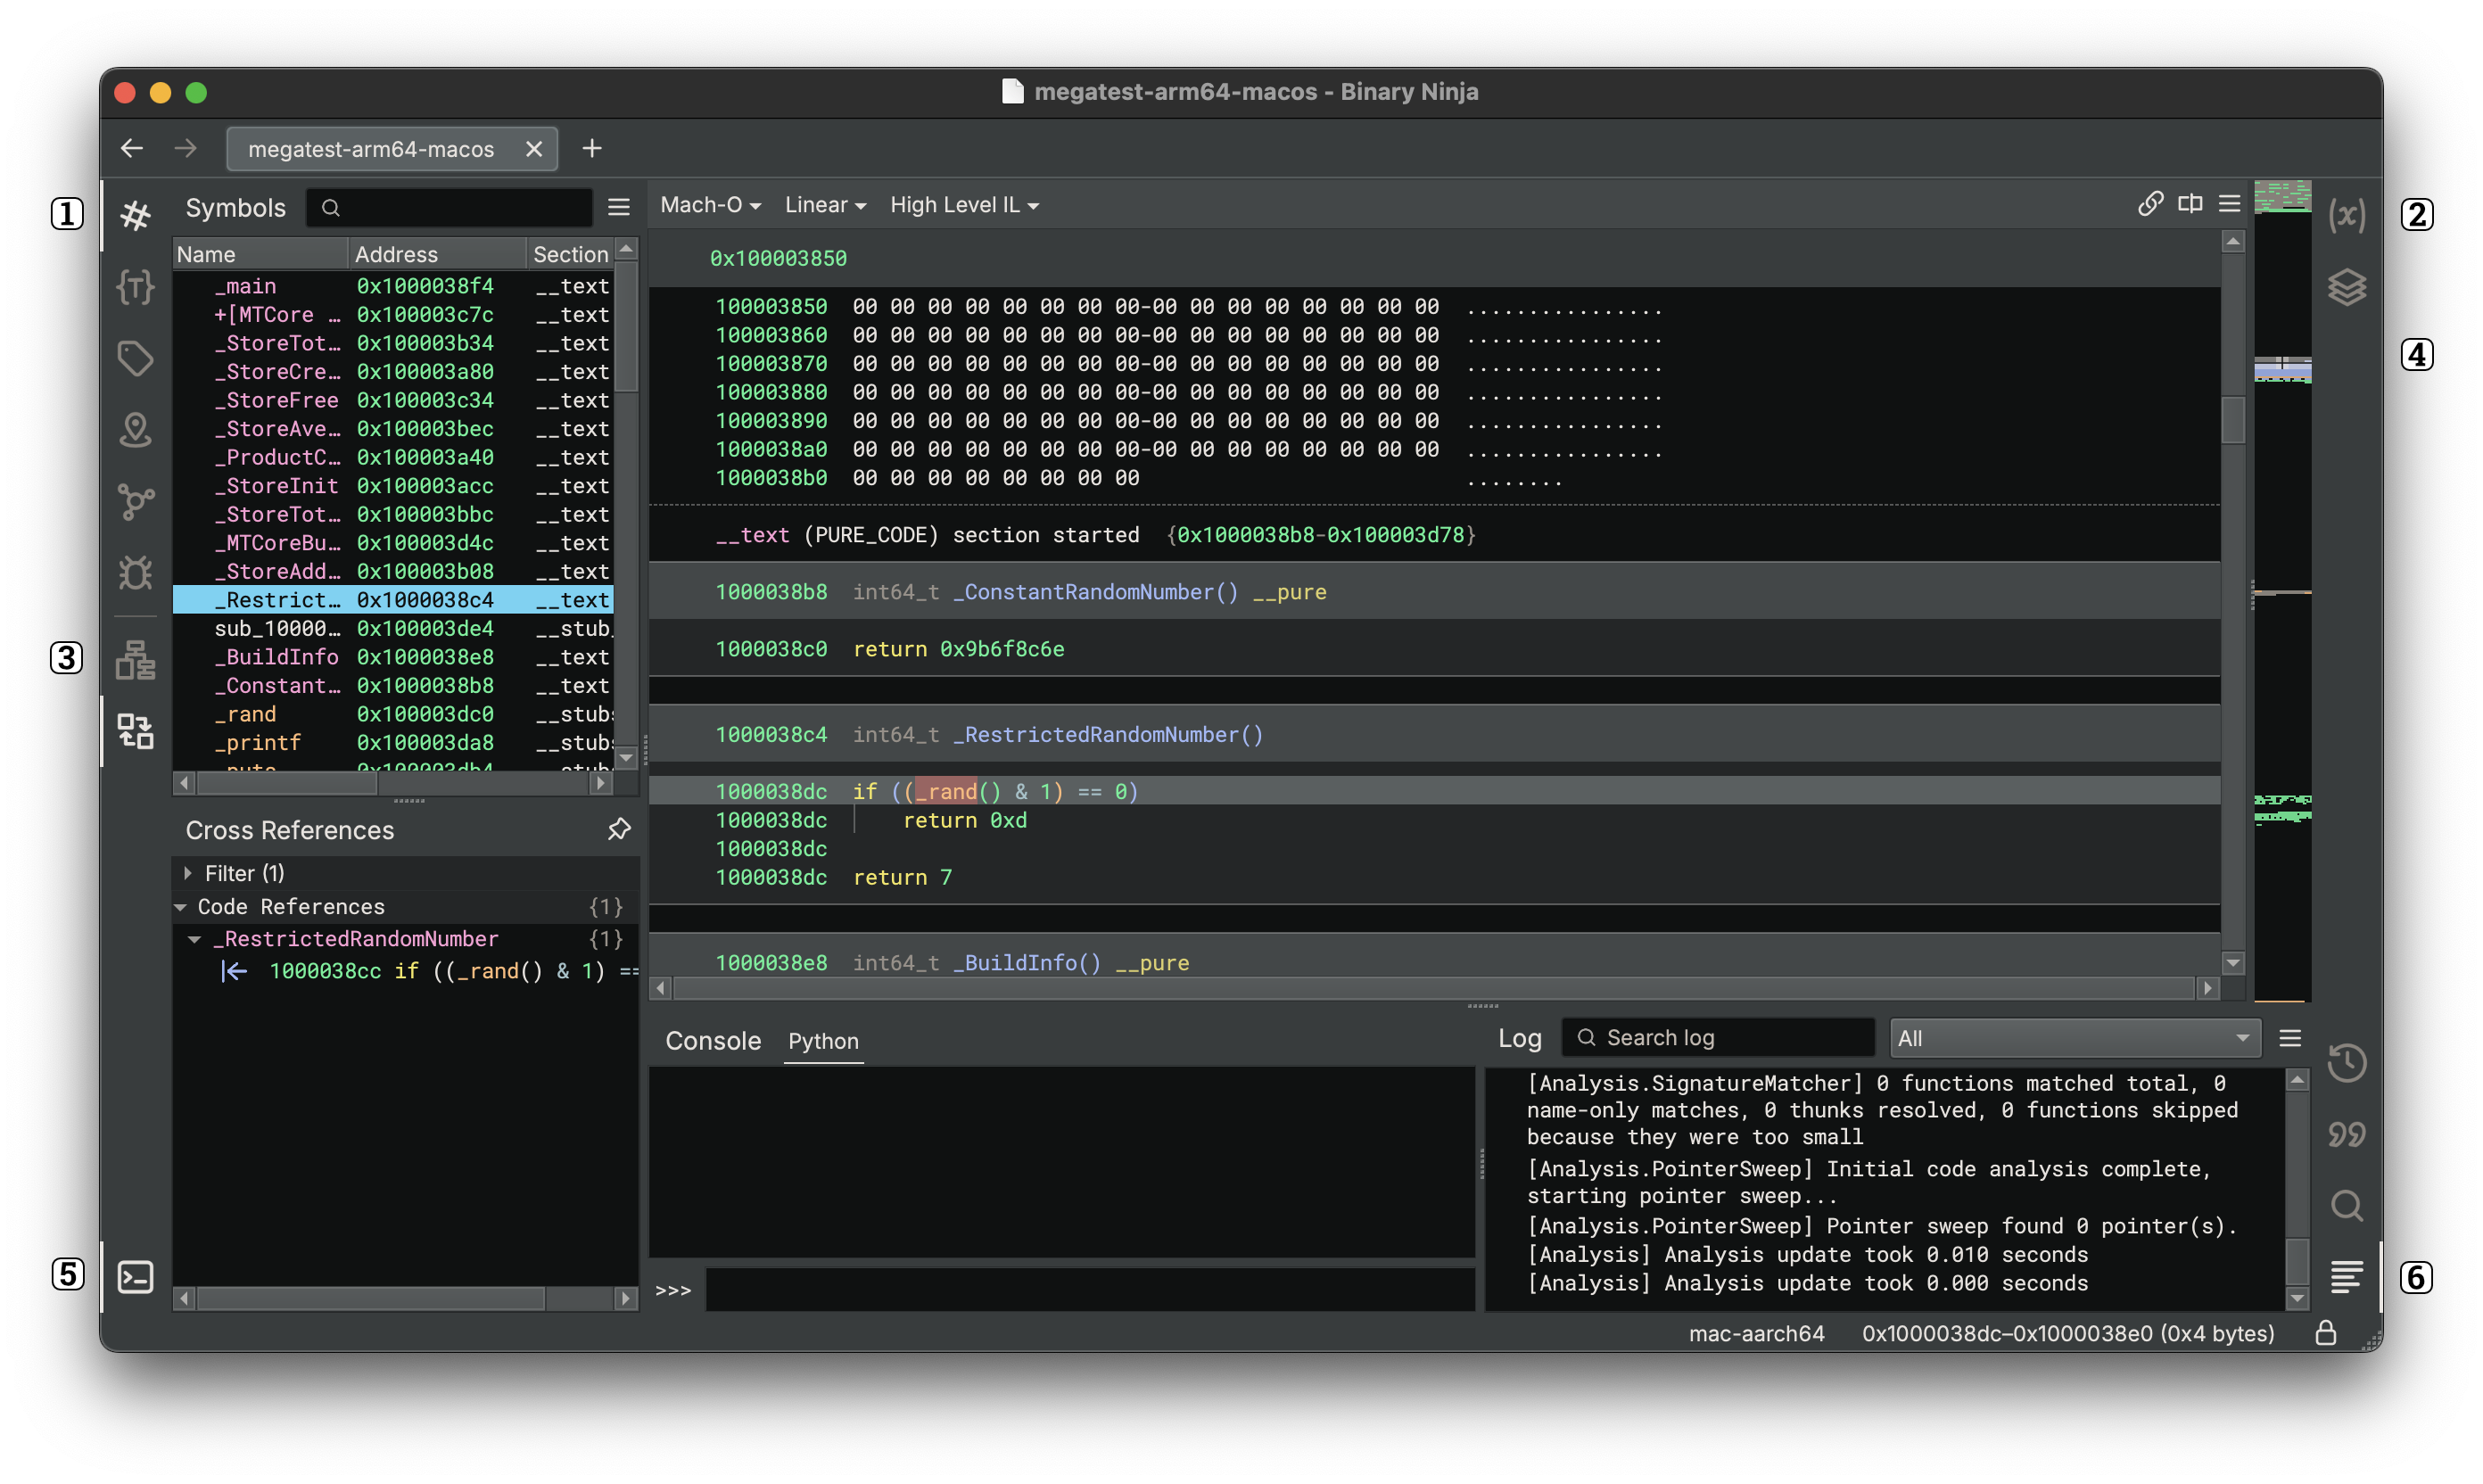 megatest-arm64-macos - Binary Ninja
megatest-arm64-macos
1
2
3
4
5
6
Symbols
Name Address Section
_main 0x1000038f4 __text
+[MTCore … 0x100003c7c __text
_StoreTot… 0x100003b34 __text
_StoreCre… 0x100003a80 __text
_StoreFree 0x100003c34 __text
_StoreAve… 0x100003bec __text
_ProductC… 0x100003a40 __text
_StoreInit 0x100003acc __text
_StoreTot… 0x100003bbc __text
_MTCoreBu… 0x100003d4c __text
_StoreAdd… 0x100003b08 __text
_Restrict… 0x1000038c4 __text
sub_10000… 0x100003de4 __stub
_BuildInfo 0x1000038e8 __text
_Constant… 0x1000038b8 __text
_rand 0x100003dc0 __stubs
_printf 0x100003da8 __stubs
_puts 0x100003db4 __stubs
Cross References
Filter (1)
Code References {1}
_RestrictedRandomNumber {1}
1000038cc if ((_rand() & 1) ==
Mach-O Linear High Level IL
0x100003850
100003850 00 00 00 00 00 00 00 00-00 00 00 00 00 00 00 00 ................
100003860 00 00 00 00 00 00 00 00-00 00 00 00 00 00 00 00 ................
100003870 00 00 00 00 00 00 00 00-00 00 00 00 00 00 00 00 ................
100003880 00 00 00 00 00 00 00 00-00 00 00 00 00 00 00 00 ................
100003890 00 00 00 00 00 00 00 00-00 00 00 00 00 00 00 00 ................
1000038a0 00 00 00 00 00 00 00 00-00 00 00 00 00 00 00 00 ................
1000038b0 00 00 00 00 00 00 00 00 ........
__text (PURE_CODE) section started {0x1000038b8-0x100003d78}
1000038b8 int64_t _ConstantRandomNumber() __pure
1000038c0 return 0x9b6f8c6e
1000038c4 int64_t _RestrictedRandomNumber()
1000038dc if ((_rand() & 1) == 0)
1000038dc return 0xd
1000038dc
1000038dc return 7
1000038e8 int64_t _BuildInfo() __pure
Console Python
>>>
Log Search log All
[Analysis.SignatureMatcher] 0 functions matched total, 0
name-only matches, 0 thunks resolved, 0 functions skipped
because they were too small
[Analysis.PointerSweep] Initial code analysis complete,
starting pointer sweep...
[Analysis.PointerSweep] Pointer sweep found 0 pointer(s).
[Analysis] Analysis update took 0.010 seconds
[Analysis] Analysis update took 0.000 seconds
mac-aarch64 0x1000038dc–0x1000038e0 (0x4 bytes)